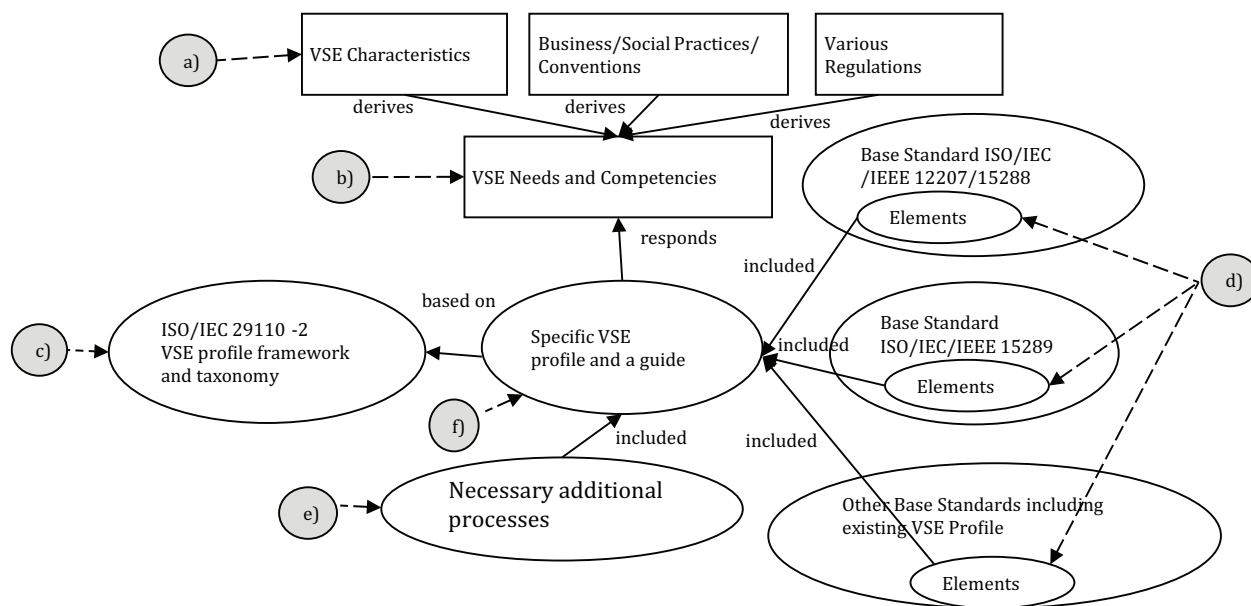 a)
VSE Characteristics
Business/Social Practices/
Conventions
Various
Regulations
derives
derives
derives
b)
VSE Needs and Competencies
Base Standard ISO/IEC
/IEEE 12207/15288
Elements
responds
included
d)
based on
c)
ISO/IEC 29110 -2
VSE profile framework
and taxonomy
Specific VSE
profile and a guide
included
Base Standard
ISO/IEC/IEEE 15289
Elements
f)
included
included
e)
Necessary additional
processes
Other Base Standards including
existing VSE Profile
Elements